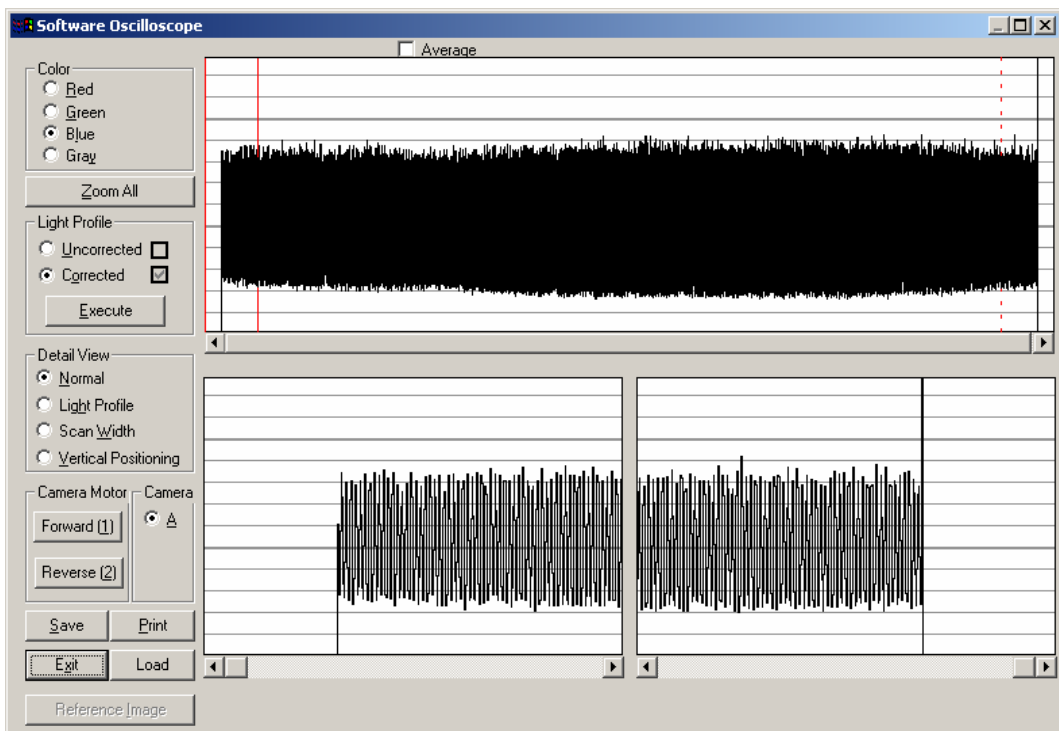 Software Oscilloscope
Average
Color
Red
Green
Blue
Gray
Zoom All
Light Profile
Uncorrected
Corrected
Execute
Detail View
Normal
Light Profile
Scan Width
Vertical Positioning
Camera Motor
Camera
Forward (1)
A
Reverse (2)
Save
Print
Exit
Load
Reference Image